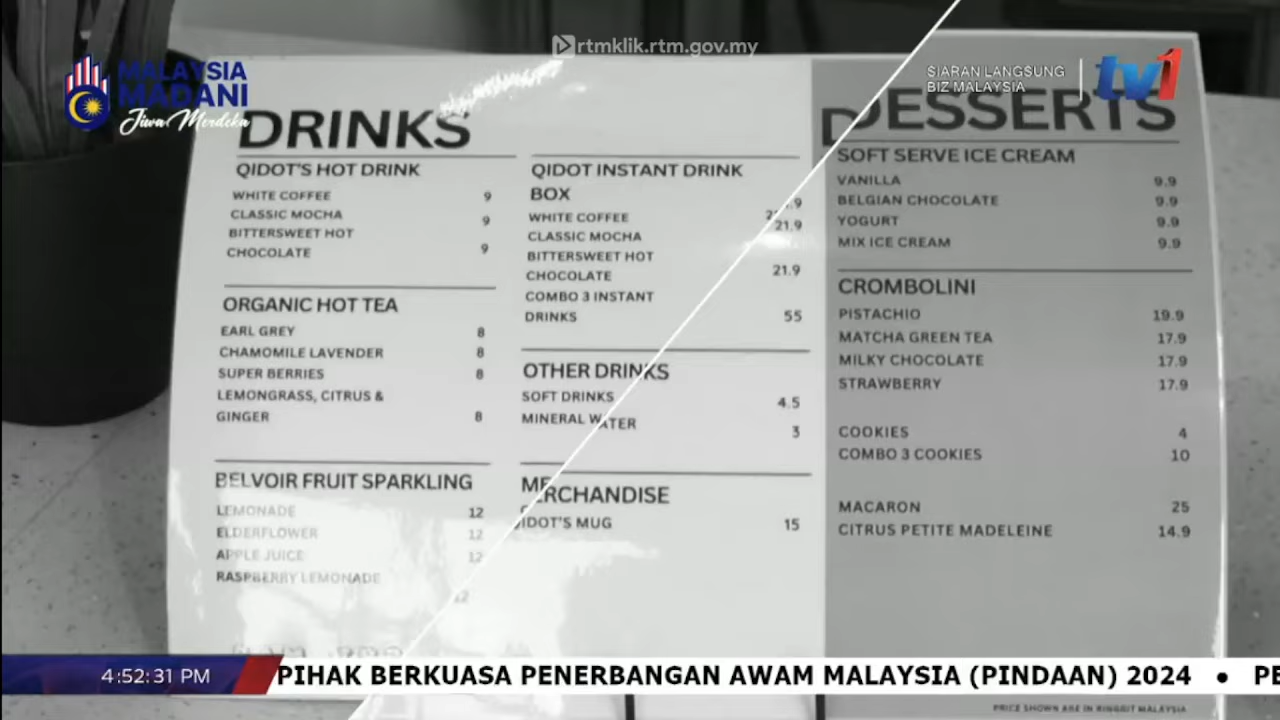 rtmklik.rtm.gov.my
MALAYSIA
MADANI
Jiwa Merdeka
SIARAN LANGSUNG
BIZ MALAYSIA
tv1
DRINKS
QIDOT'S HOT DRINK
WHITE COFFEE 9
CLASSIC MOCHA 9
BITTERSWEET HOT
CHOCOLATE 9
ORGANIC HOT TEA
EARL GREY 8
CHAMOMILE LAVENDER 8
SUPER BERRIES 8
LEMONGRASS, CITRUS &
GINGER 8
BELVOIR FRUIT SPARKLING
LEMONADE 12
ELDERFLOWER 12
APPLE JUICE 12
RASPBERRY LEMONADE
12
QIDOT INSTANT DRINK
BOX
WHITE COFFEE
CLASSIC MOCHA 21.9
BITTERSWEET HOT
CHOCOLATE 21.9
COMBO 3 INSTANT
DRINKS 55
OTHER DRINKS
SOFT DRINKS 4.5
MINERAL WATER 3
MERCHANDISE
QIDOT'S MUG 15
DESSERTS
SOFT SERVE ICE CREAM
VANILLA 9.9
BELGIAN CHOCOLATE 9.9
YOGURT 9.9
MIX ICE CREAM 9.9
CROMBOLINI
PISTACHIO 19.9
MATCHA GREEN TEA 17.9
MILKY CHOCOLATE 17.9
STRAWBERRY 17.9
COOKIES 4
COMBO 3 COOKIES 10
MACARON 25
CITRUS PETITE MADELEINE 14.9
4:52:31 PM
PIHAK BERKUASA PENERBANGAN AWAM MALAYSIA (PINDAAN) 2024 • PE
PRICE SHOWN ARE IN RINGGIT MALAYSIA